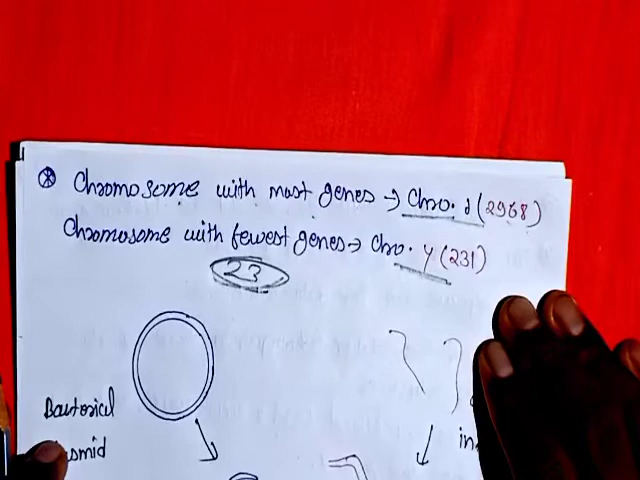 Chromosome with most genes → Chro. 1 (2968)
Chromosome with fewest genes → Chro. Y (231)
23
Bacterial
smid
in